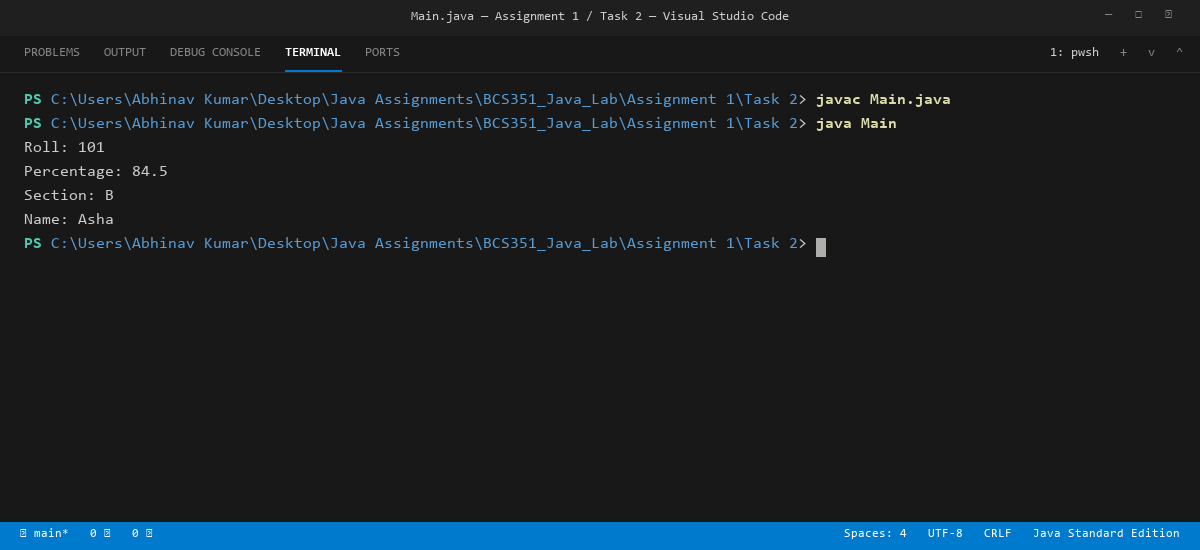 Main.java — Assignment 1 / Task 2 — Visual Studio Code
PROBLEMS OUTPUT DEBUG CONSOLE TERMINAL PORTS 1: pwsh + v ^
PS C:\Users\Abhinav Kumar\Desktop\Java Assignments\BCS351_Java_Lab\Assignment 1\Task 2> javac Main.java
PS C:\Users\Abhinav Kumar\Desktop\Java Assignments\BCS351_Java_Lab\Assignment 1\Task 2> java Main
Roll: 101
Percentage: 84.5
Section: B
Name: Asha
PS C:\Users\Abhinav Kumar\Desktop\Java Assignments\BCS351_Java_Lab\Assignment 1\Task 2>
main* 0 0 Spaces: 4 UTF-8 CRLF Java Standard Edition